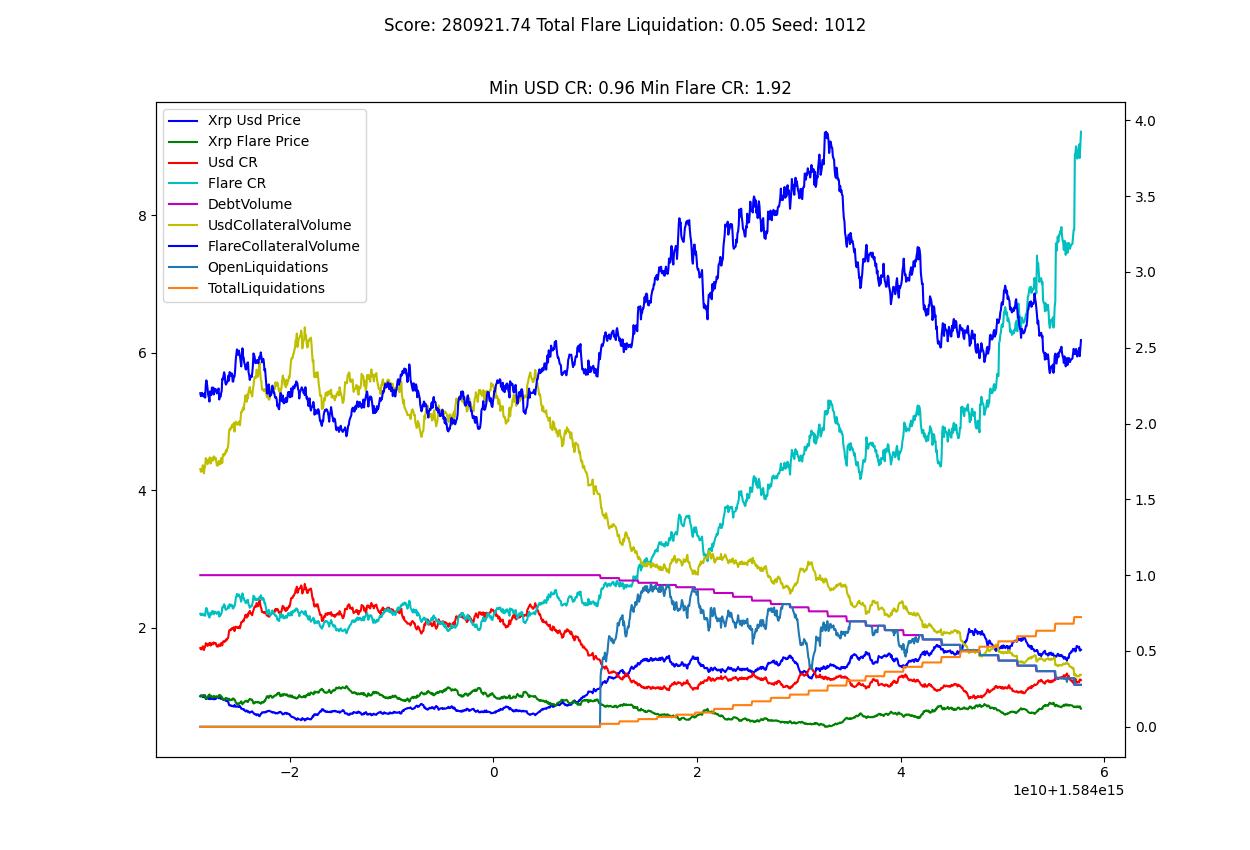 Score: 280921.74 Total Flare Liquidation: 0.05 Seed: 1012
Min USD CR: 0.96 Min Flare CR: 1.92
Xrp Usd Price
Xrp Flare Price
Usd CR
Flare CR
DebtVolume
UsdCollateralVolume
FlareCollateralVolume
OpenLiquidations
TotalLiquidations
8
6
4
2
4.0
3.5
3.0
2.5
2.0
1.5
1.0
0.5
0.0
−2 0 2 4 6
1e10+1.584e15